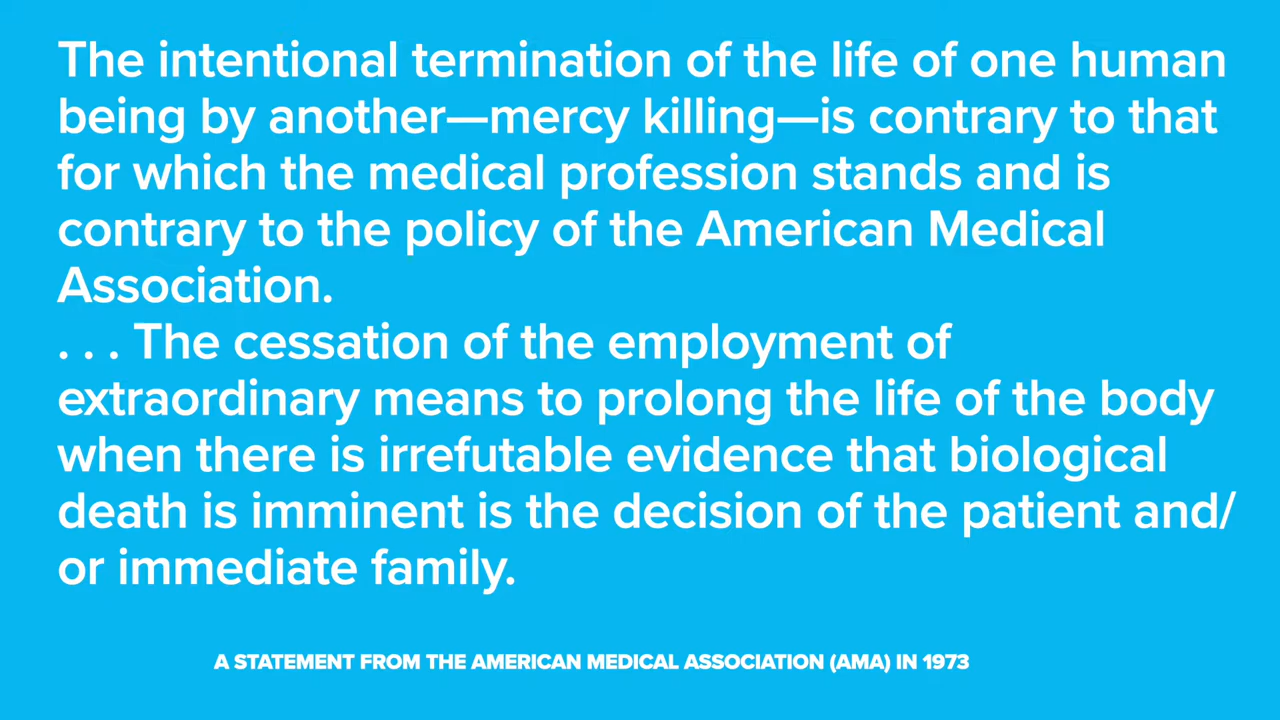 The intentional termination of the life of one human
being by another—mercy killing—is contrary to that
for which the medical profession stands and is
contrary to the policy of the American Medical
Association.
. . . The cessation of the employment of
extraordinary means to prolong the life of the body
when there is irrefutable evidence that biological
death is imminent is the decision of the patient and/
or immediate family.
A STATEMENT FROM THE AMERICAN MEDICAL ASSOCIATION (AMA) IN 1973